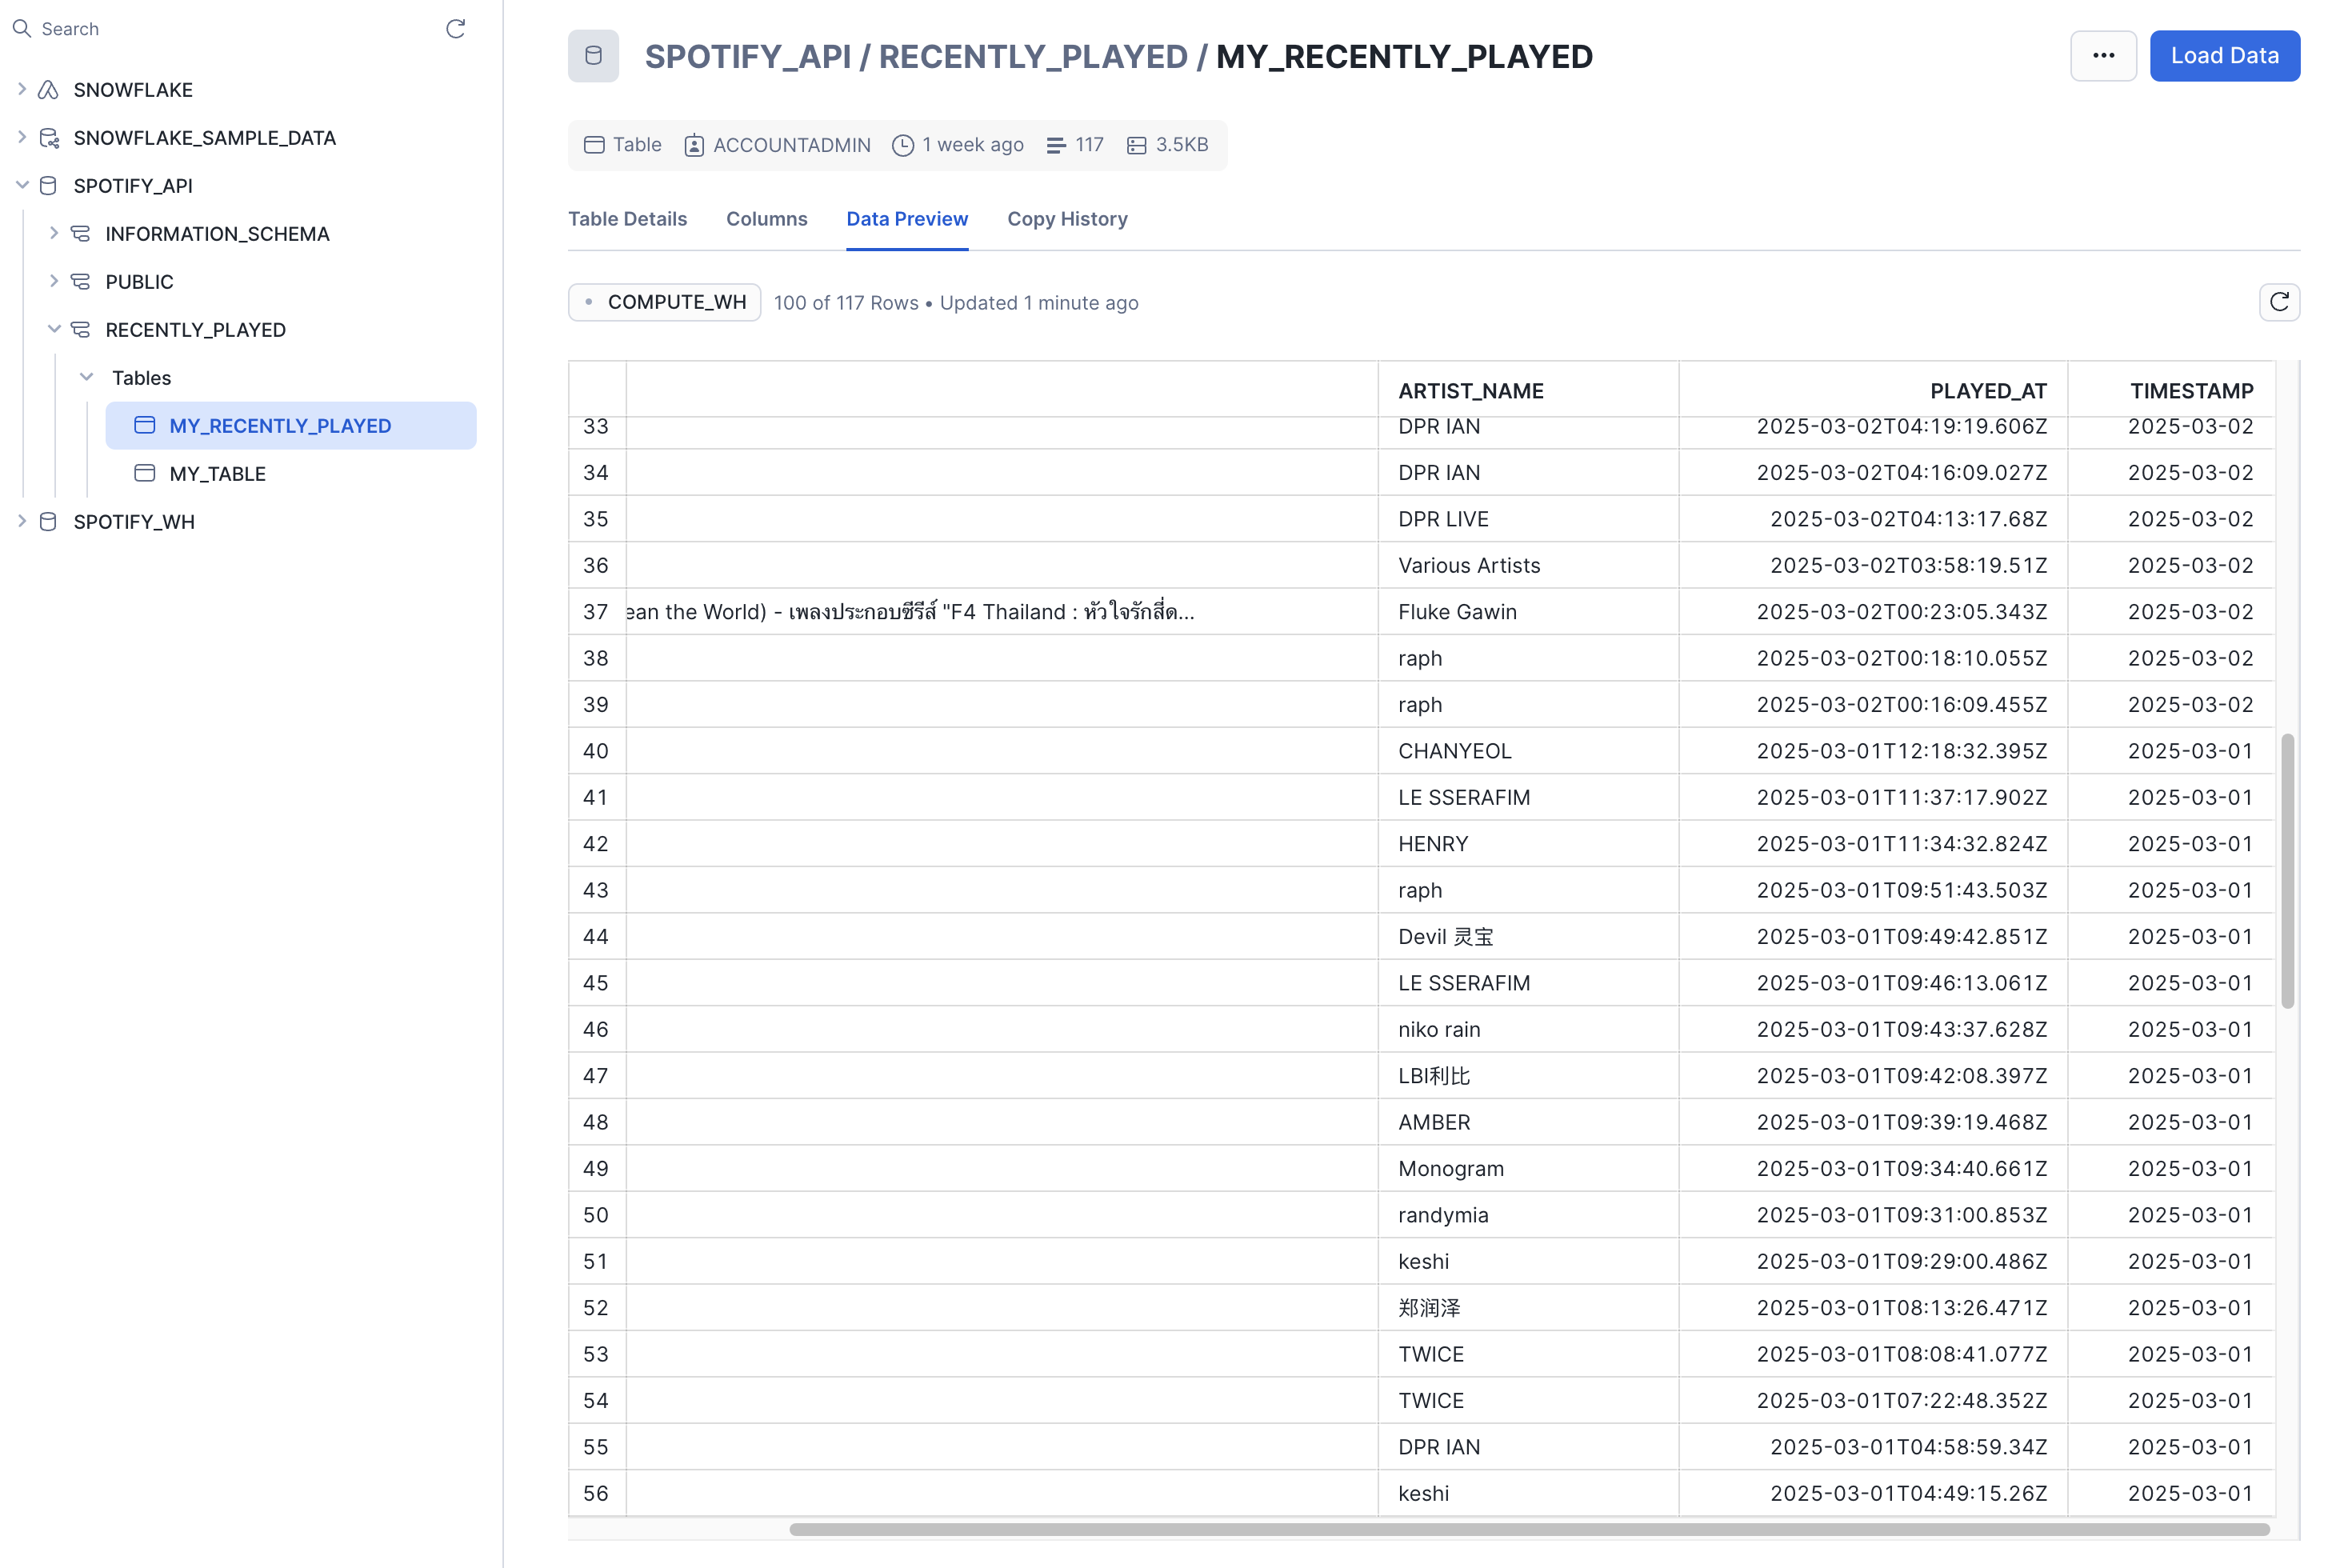 Search
SNOWFLAKE
SNOWFLAKE_SAMPLE_DATA
SPOTIFY_API
INFORMATION_SCHEMA
PUBLIC
RECENTLY_PLAYED
Tables
MY_RECENTLY_PLAYED
MY_TABLE
SPOTIFY_WH
SPOTIFY_API / RECENTLY_PLAYED / MY_RECENTLY_PLAYED
... Load Data
Table ACCOUNTADMIN 1 week ago 117 3.5KB
Table Details Columns Data Preview Copy History
COMPUTE_WH 100 of 117 Rows • Updated 1 minute ago
ARTIST_NAME PLAYED_AT TIMESTAMP
33 DPR IAN 2025-03-02T04:19:19.606Z 2025-03-02
34 DPR IAN 2025-03-02T04:16:09.027Z 2025-03-02
35 DPR LIVE 2025-03-02T04:13:17.68Z 2025-03-02
36 Various Artists 2025-03-02T03:58:19.51Z 2025-03-02
37 ean the World) - เพลงประกอบซีรีส์ "F4 Thailand : หัวใจรักสี่ด... Fluke Gawin 2025-03-02T00:23:05.343Z 2025-03-02
38 raph 2025-03-02T00:18:10.055Z 2025-03-02
39 raph 2025-03-02T00:16:09.455Z 2025-03-02
40 CHANYEOL 2025-03-01T12:18:32.395Z 2025-03-01
41 LE SSERAFIM 2025-03-01T11:37:17.902Z 2025-03-01
42 HENRY 2025-03-01T11:34:32.824Z 2025-03-01
43 raph 2025-03-01T09:51:43.503Z 2025-03-01
44 Devil 灵宝 2025-03-01T09:49:42.851Z 2025-03-01
45 LE SSERAFIM 2025-03-01T09:46:13.061Z 2025-03-01
46 niko rain 2025-03-01T09:43:37.628Z 2025-03-01
47 LBI利比 2025-03-01T09:42:08.397Z 2025-03-01
48 AMBER 2025-03-01T09:39:19.468Z 2025-03-01
49 Monogram 2025-03-01T09:34:40.661Z 2025-03-01
50 randymia 2025-03-01T09:31:00.853Z 2025-03-01
51 keshi 2025-03-01T09:29:00.486Z 2025-03-01
52 郑润泽 2025-03-01T08:13:26.471Z 2025-03-01
53 TWICE 2025-03-01T08:08:41.077Z 2025-03-01
54 TWICE 2025-03-01T07:22:48.352Z 2025-03-01
55 DPR IAN 2025-03-01T04:58:59.34Z 2025-03-01
56 keshi 2025-03-01T04:49:15.26Z 2025-03-01